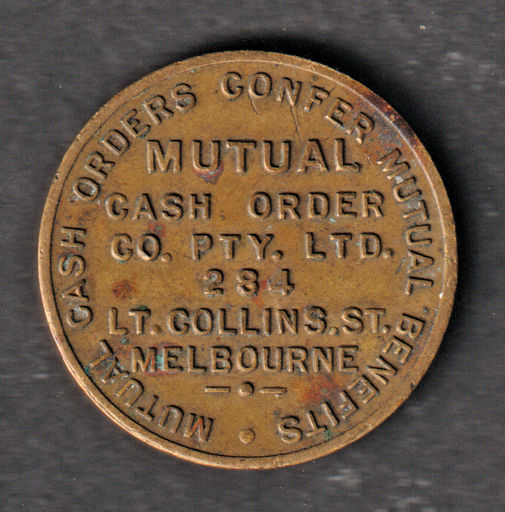 MUTUAL CASH ORDERS CONFER MUTUAL BENEFITS
MUTUAL
CASH ORDER
CO. PTY. LTD.
284
LT. COLLINS. ST.
MELBOURNE